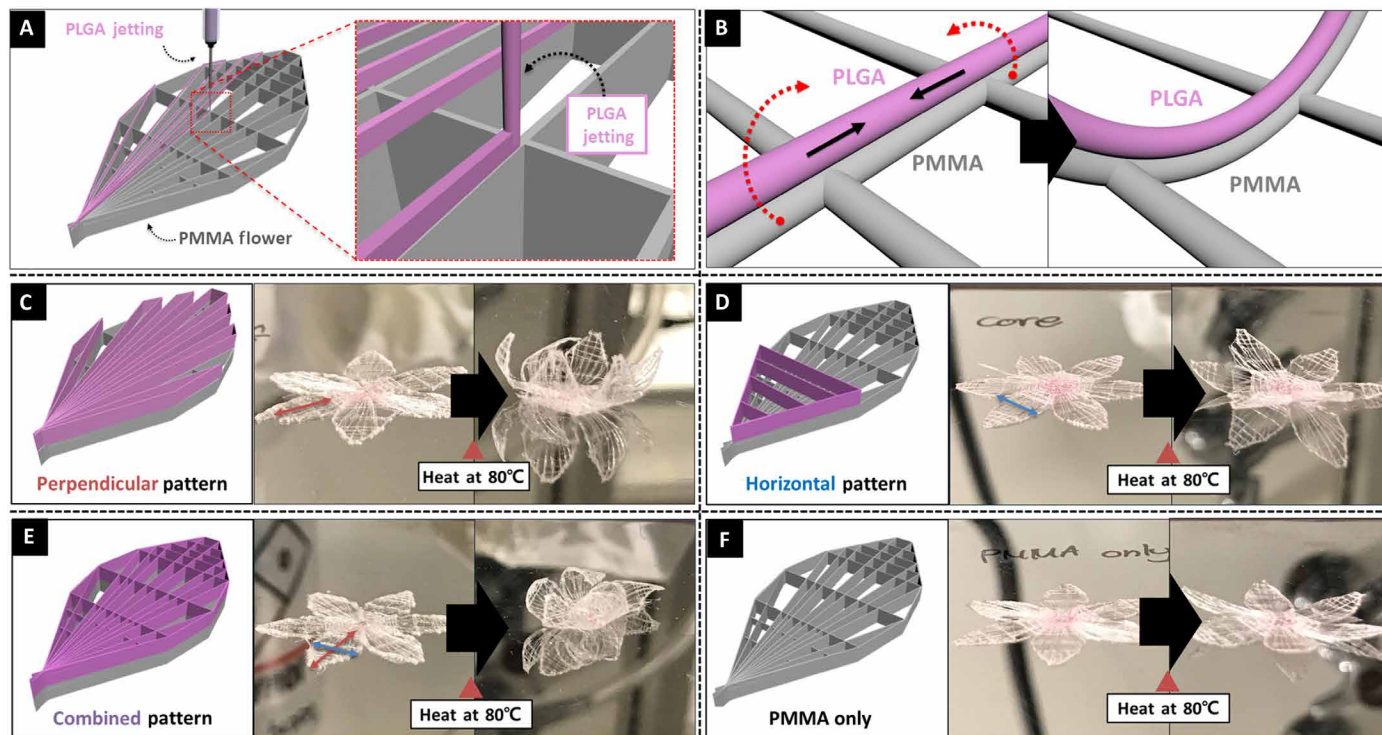 A
PLGA jetting
PLGA
jetting
PMMA flower
B
PLGA
PMMA
PLGA
PMMA
C
Perpendicular pattern
Heat at 80℃
D
core
Horizontal pattern
Heat at 80℃
E
Combined pattern
Heat at 80℃
F
PMMA only
PMMA only
Heat at 80℃